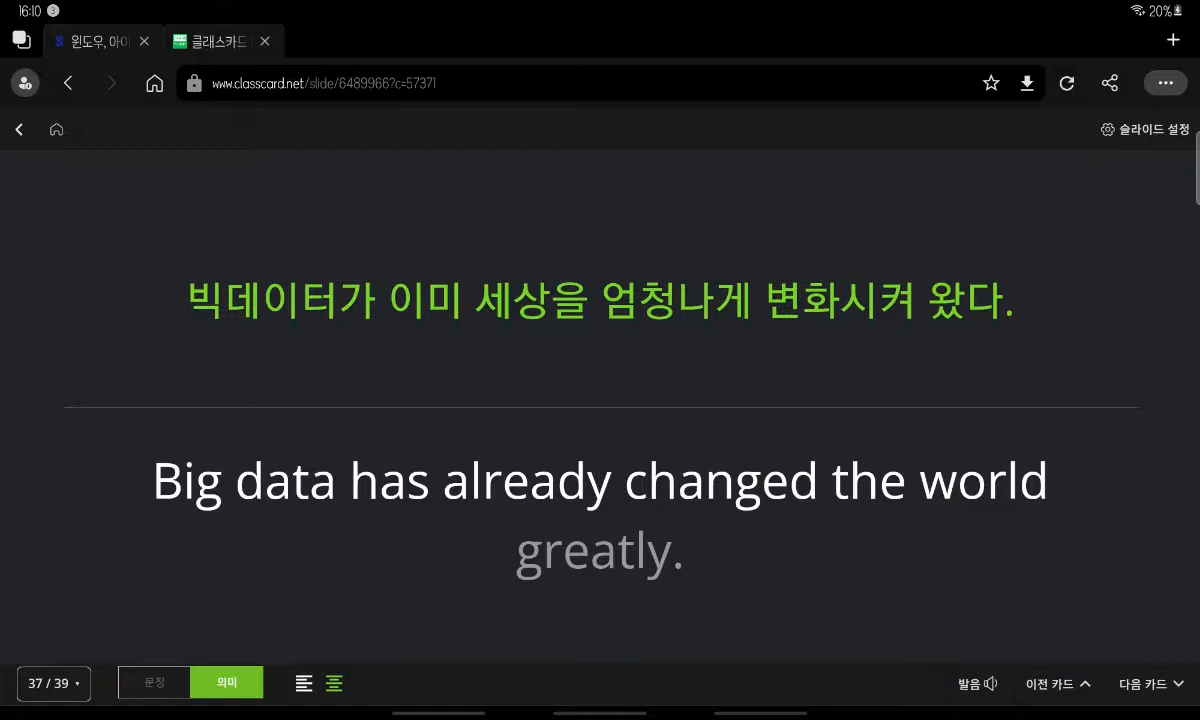 16:10 3
20%
S 윈도우, 아이
클래스카드
www.classcard.net/slide/6489966?c=57371
슬라이드 설정
빅데이터가 이미 세상을 엄청나게 변화시켜 왔다.
Big data has already changed the world
greatly.
37 / 39
문장
의미
발음
이전 카드
다음 카드